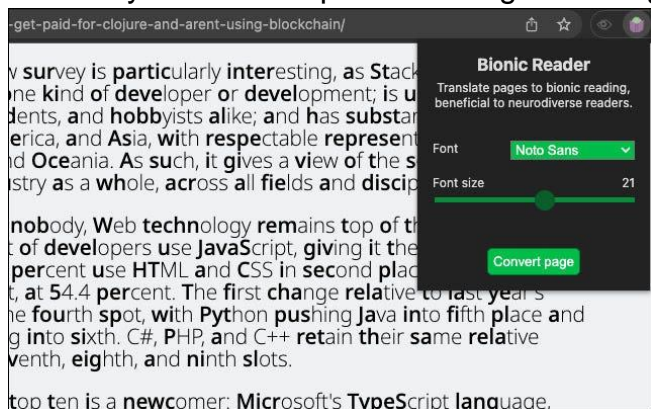 -get-paid-for-clojure-and-arent-using-blockchain/
survey is particularly interesting, as Stack
one kind of developer or development; is u
dents, and hobbyists alike; and has substan
erica, and Asia, with respectable represent
nd Oceania. As such, it gives a view of the s
ustry as a whole, across all fields and discip
nobody, Web technology remains top of th
t of developers use JavaScript, giving it the
percent use HTML and CSS in second plac
t, at 54.4 percent. The first change relative to last year's
he fourth spot, with Python pushing Java into fifth place and
g into sixth. C#, PHP, and C++ retain their same relative
venth, eighth, and ninth slots.
top ten is a newcomer: Microsoft's TypeScript language,
Bionic Reader
Translate pages to bionic reading,
beneficial to neurodiverse readers.
Font Noto Sans
Font size 21
Convert page